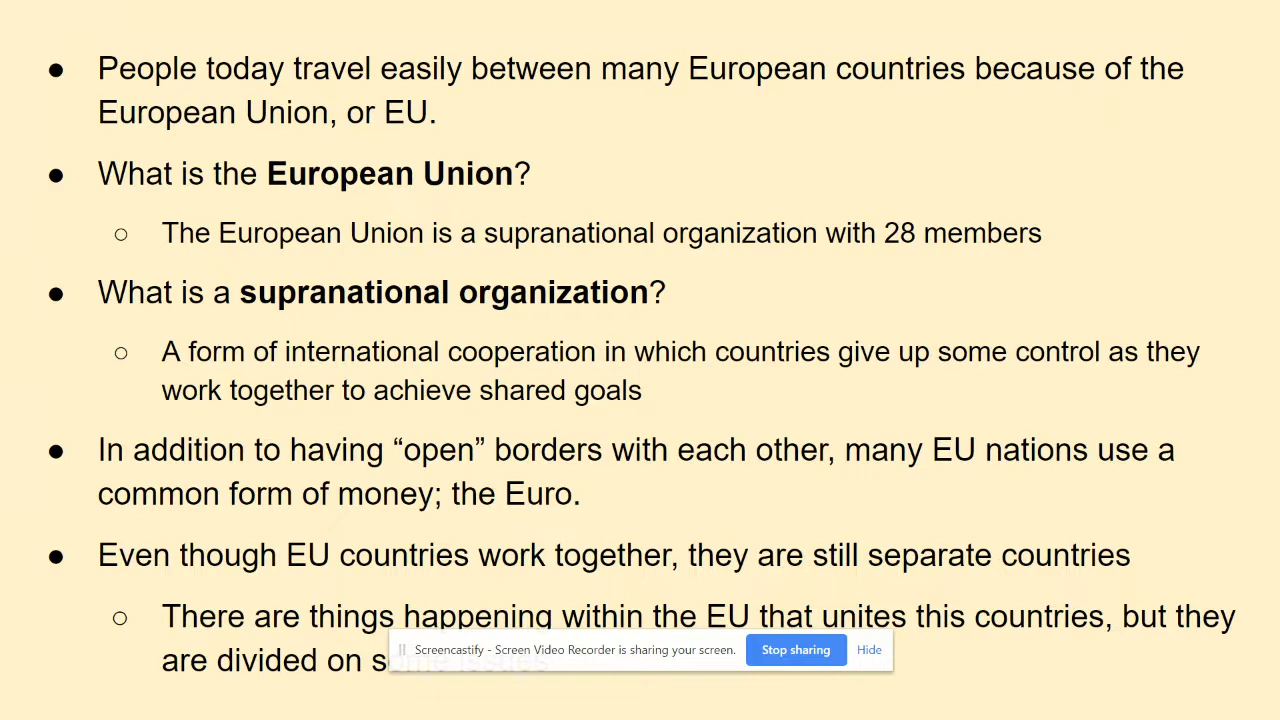 ● People today travel easily between many European countries because of the
European Union, or EU.
● What is the European Union?
○ The European Union is a supranational organization with 28 members
● What is a supranational organization?
○ A form of international cooperation in which countries give up some control as they
work together to achieve shared goals
● In addition to having “open” borders with each other, many EU nations use a
common form of money; the Euro.
● Even though EU countries work together, they are still separate countries
○ There are things happening within the EU that unites this countries, but they
are divided on some issues
Screencastify - Screen Video Recorder is sharing your screen. Stop sharing Hide